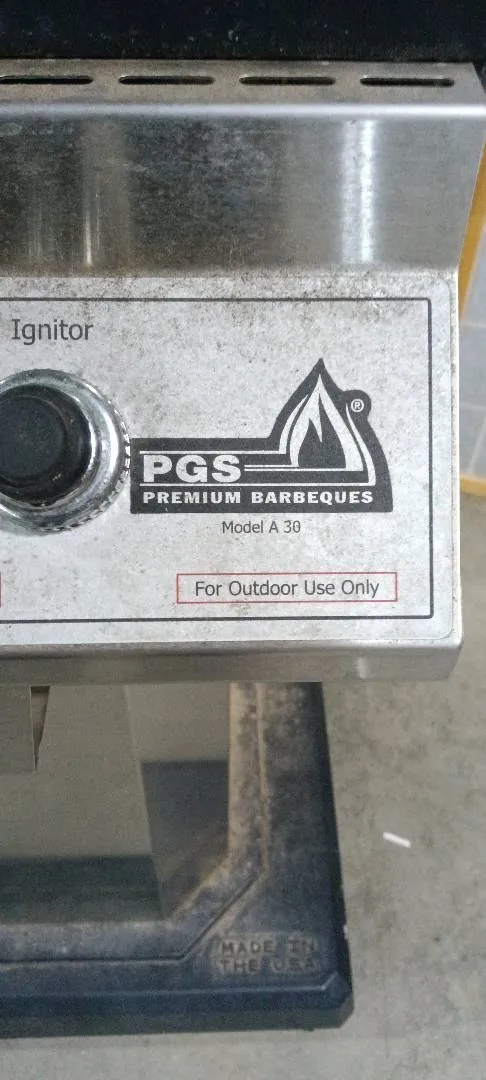 Ignitor
®
PGS
PREMIUM BARBEQUES
Model A 30
For Outdoor Use Only
MADE IN
THE USA